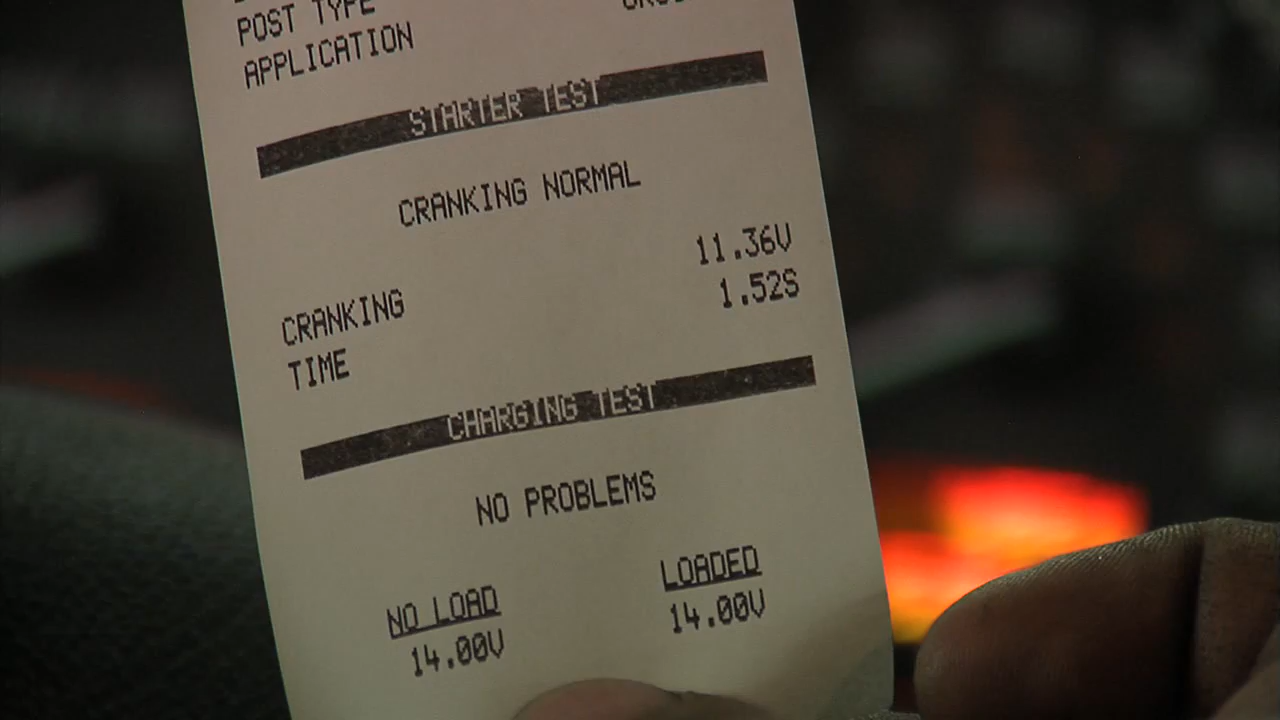 POST TYPE
APPLICATION
STARTER TEST
CRANKING NORMAL
CRANKING 11.36V
TIME 1.52S
CHARGING TEST
NO PROBLEMS
NO LOAD LOADED
14.00V 14.00V